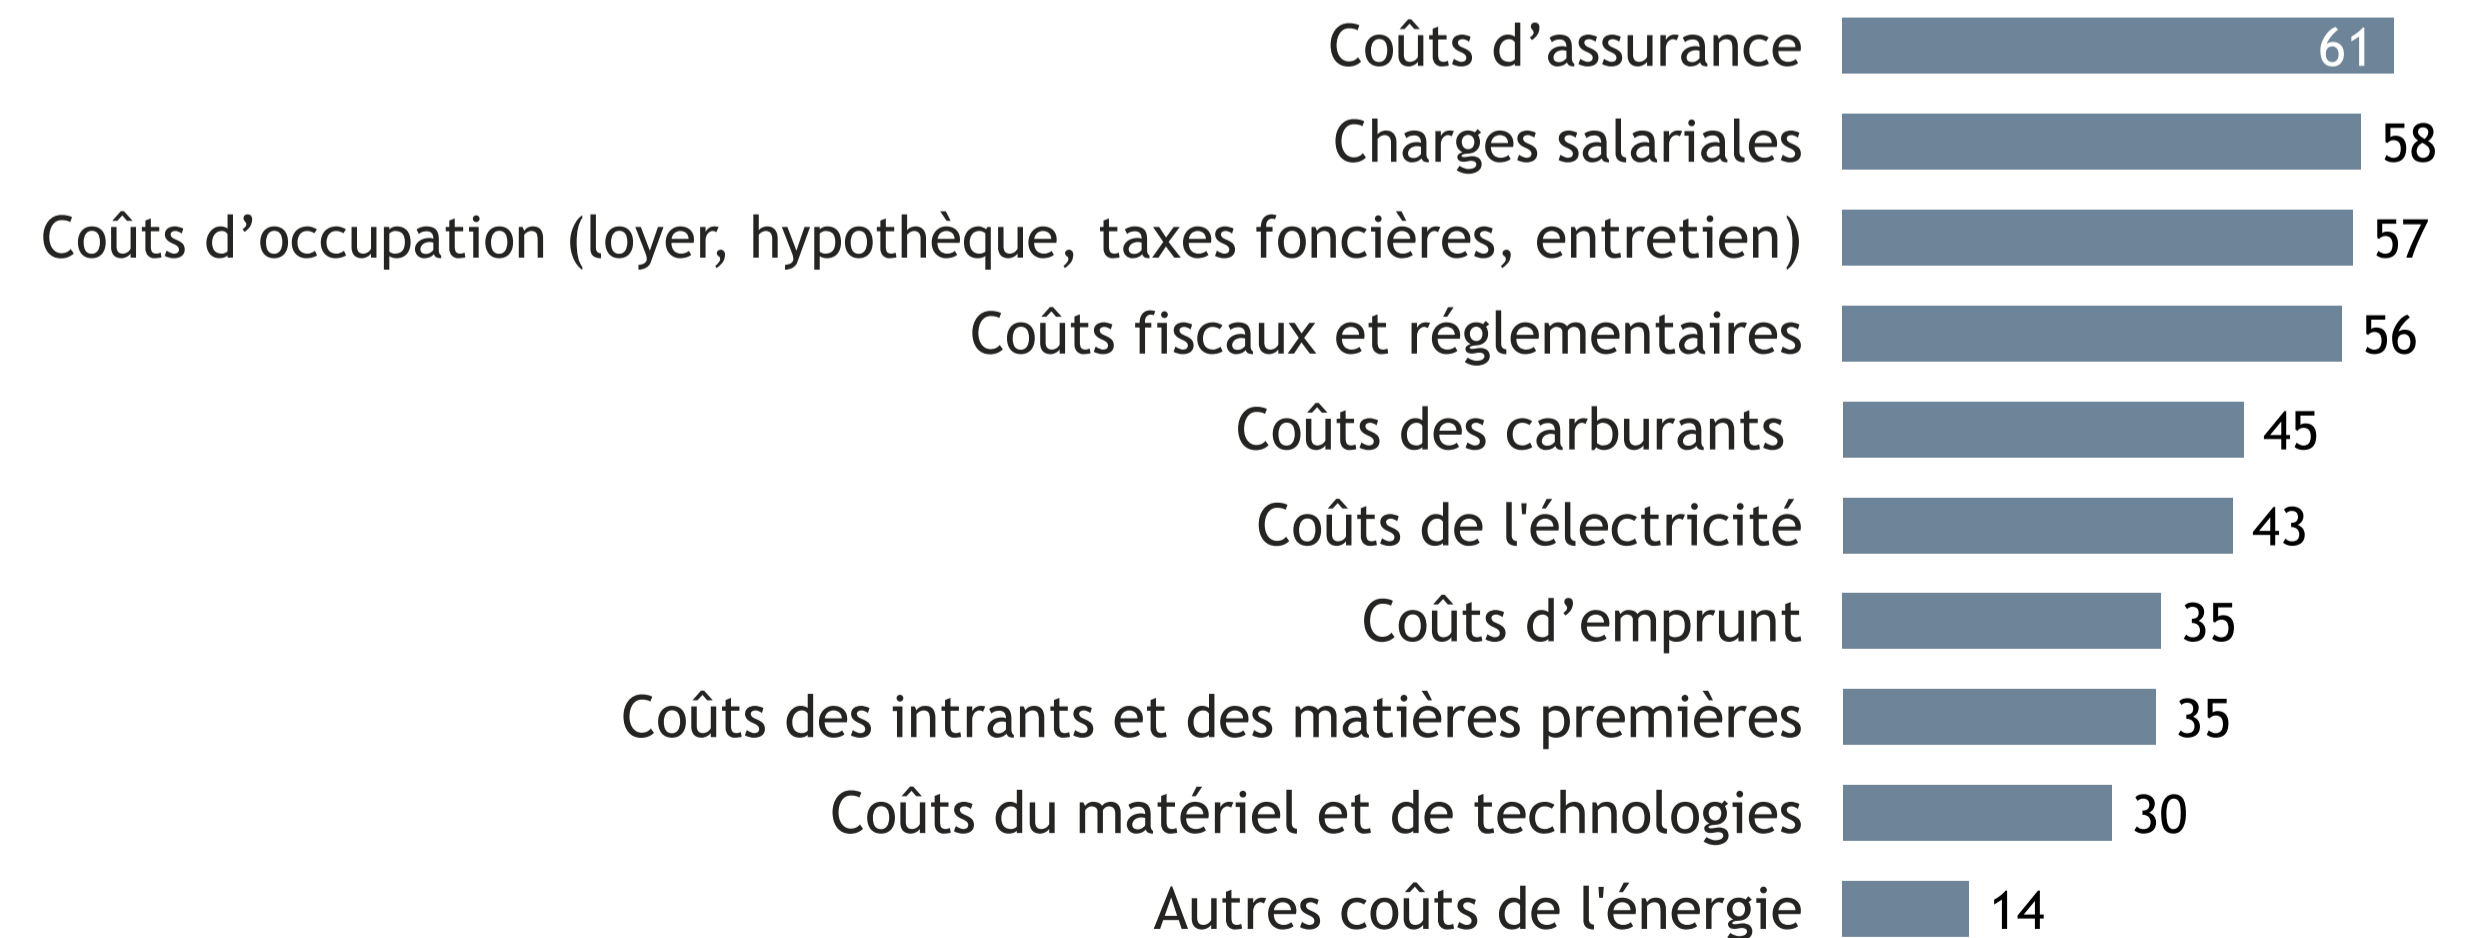 Coûts d’assurance 61
Charges salariales 58
Coûts d’occupation (loyer, hypothèque, taxes foncières, entretien) 57
Coûts fiscaux et réglementaires 56
Coûts des carburants 45
Coûts de l'électricité 43
Coûts d’emprunt 35
Coûts des intrants et des matières premières 35
Coûts du matériel et de technologies 30
Autres coûts de l'énergie 14